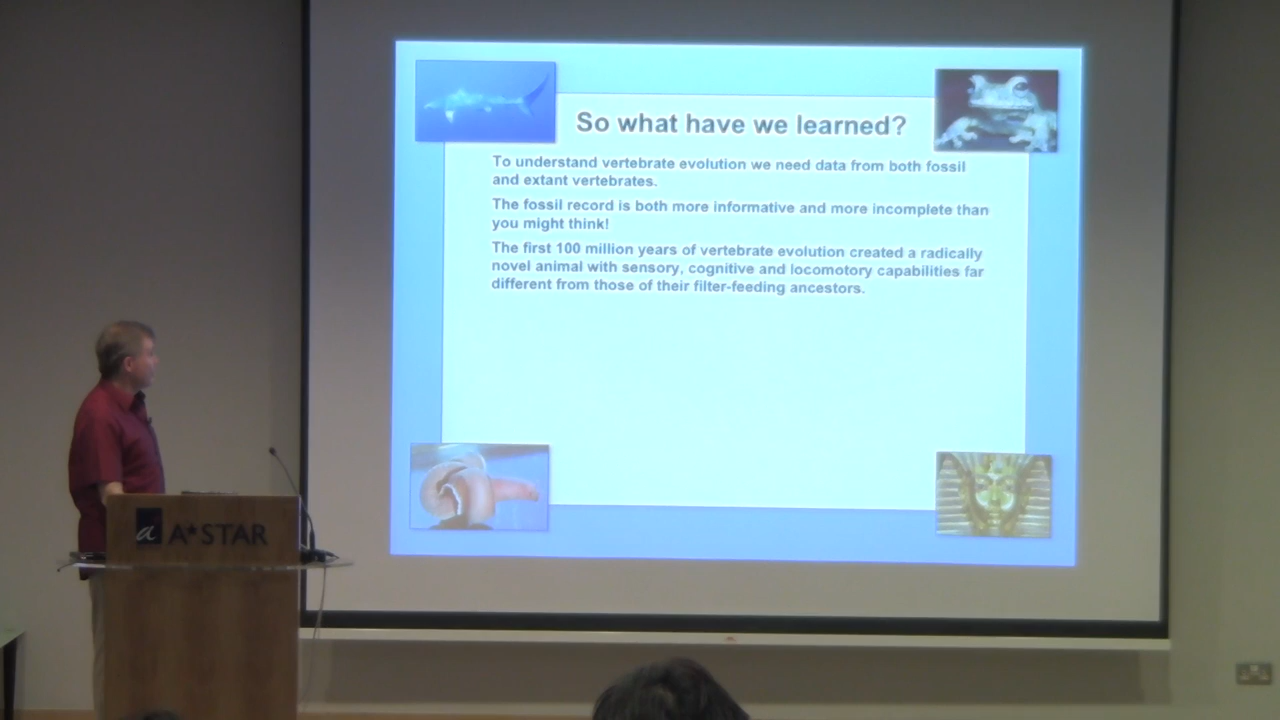 So what have we learned?
To understand vertebrate evolution we need data from both fossil
and extant vertebrates.
The fossil record is both more informative and more incomplete than
you might think!
The first 100 million years of vertebrate evolution created a radically
novel animal with sensory, cognitive and locomotory capabilities far
different from those of their filter-feeding ancestors.
a A*STAR